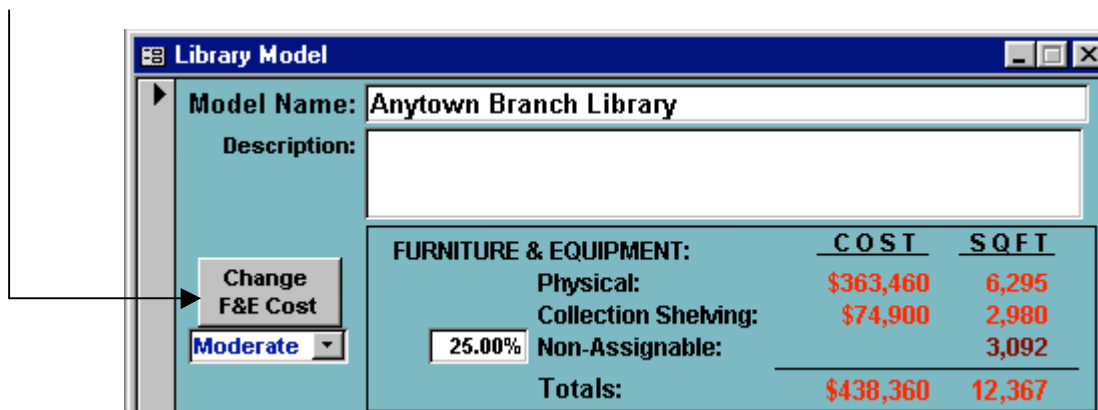 Library Model
Model Name: Anytown Branch Library
Description:
FURNITURE & EQUIPMENT: COST SQFT
Change
F&E Cost
Physical: $363,460 6,295
Collection Shelving: $74,900 2,980
Moderate 25.00% Non-Assignable: 3,092
Totals: $438,360 12,367